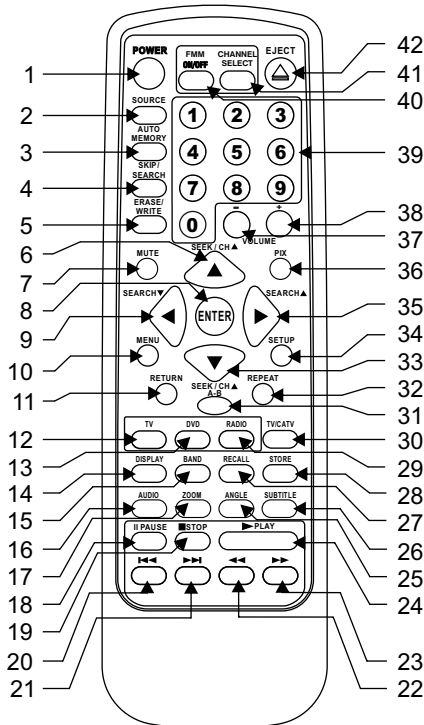 POWER FMM ON/OFF CHANNEL SELECT EJECT 42
1 41
40
SOURCE
2 1 2 3
AUTO MEMORY
3 4 5 6 39
SKIP/SEARCH
4 7 8 9
ERASE/WRITE
5 0 - + 38
6 SEEK/CH▲ VOLUME 37
7 MUTE PIX 36
8 SEARCH▼ SEARCH▲ 35
9 ENTER 34
10 MENU SETUP 33
11 RETURN SEEK/CH▲ A-B REPEAT 32
31
12 TV DVD RADIO TV/CATV 30
13 29
14 DISPLAY BAND RECALL STORE 28
15 27
16 AUDIO ZOOM ANGLE SUBTITLE 26
17 25
18 II PAUSE ■STOP ▶PLAY 24
19
20 I◀◀ ▶▶I ◀◀ ▶▶ 23
21 22